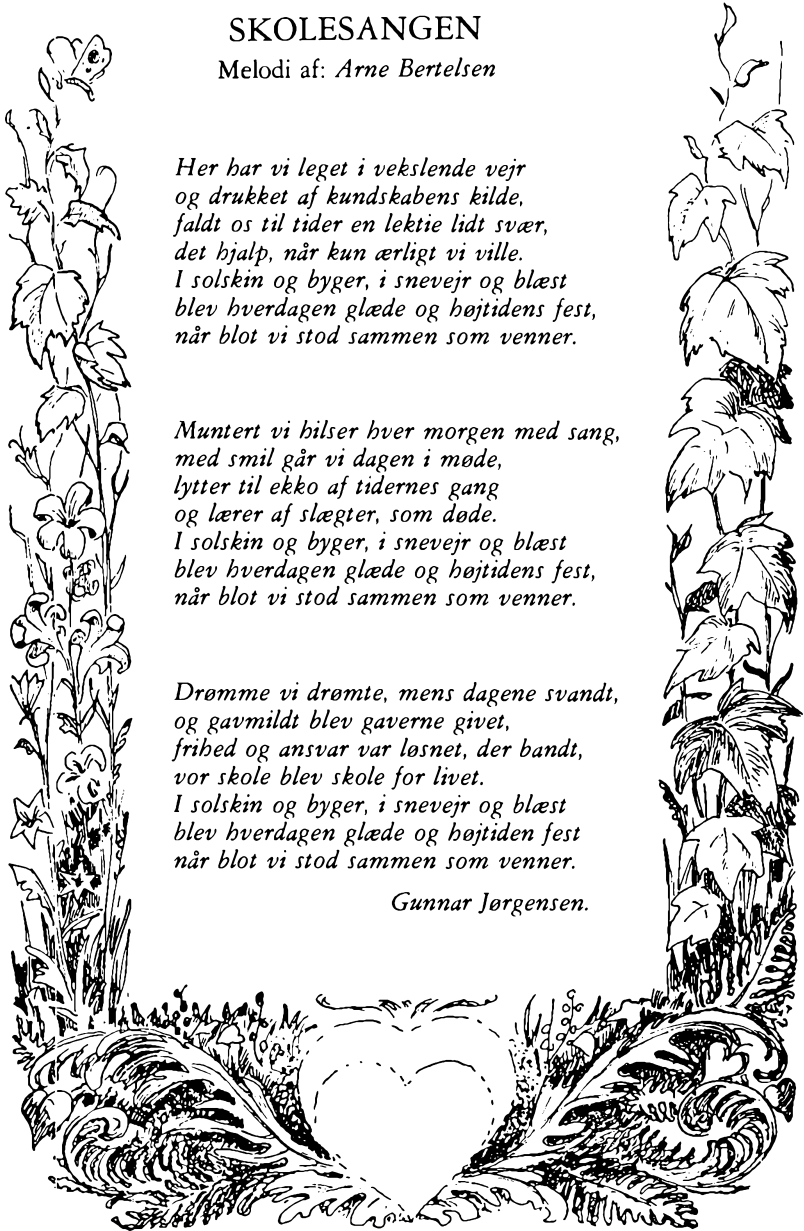 SKOLESANGEN
Melodi af: Arne Bertelsen
Her har vi leget i vekslende vejr
og drukket af kundskabens kilde,
faldt os til tider en lektie lidt svær,
det hjalp, når kun ærligt vi ville.
I solskin og byger, i snevejr og blæst
blev hverdagen glæde og højtidens fest,
når blot vi stod sammen som venner.
Muntert vi hilser hver morgen med sang,
med smil går vi dagen i møde,
lytter til ekko af tidernes gang
og lærer af slægter, som døde.
I solskin og byger, i snevejr og blæst
blev hverdagen glæde og højtidens fest,
når blot vi stod sammen som venner.
Drømme vi drømte, mens dagene svandt,
og gavmildt blev gaverne givet,
frihed og ansvar var løsnet, der bandt,
vor skole blev skole for livet.
I solskin og byger, i snevejr og blæst
blev hverdagen glæde og højtiden fest
når blot vi stod sammen som venner.
Gunnar Jørgensen.